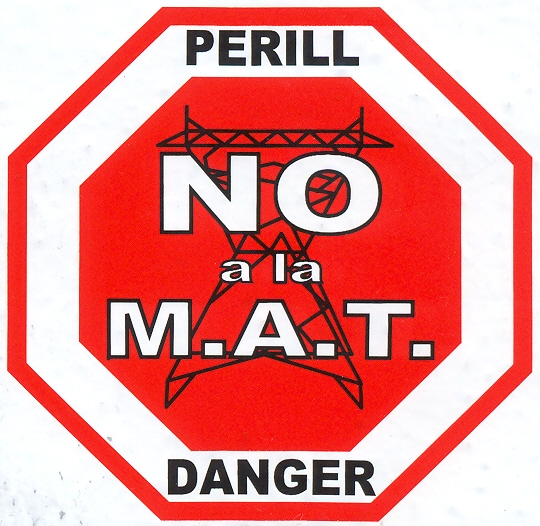 PERILL
NO
a la
M.A.T.
DANGER